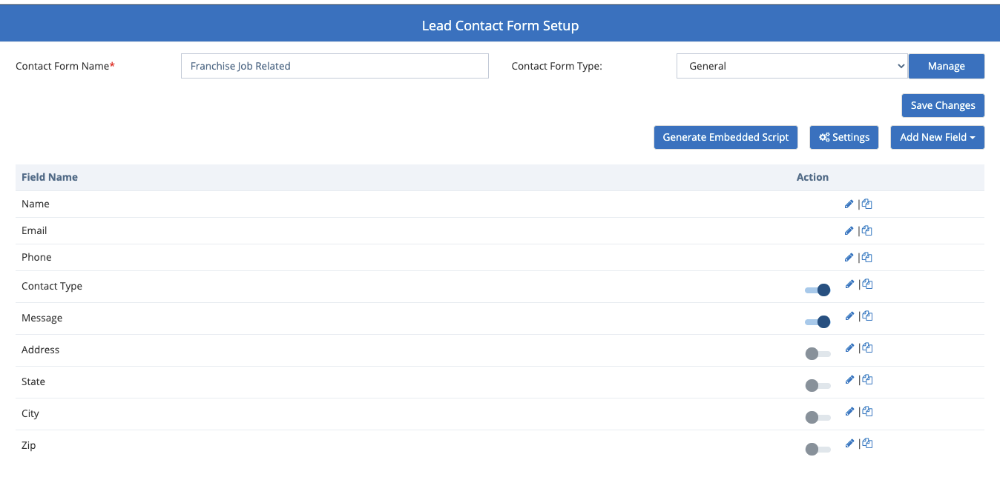 Lead Contact Form Setup
Contact Form Name* Franchise Job Related Contact Form Type: General Manage
Save Changes
Generate Embedded Script Settings Add New Field
Field Name Action
Name |
Email |
Phone |
Contact Type |
Message |
Address |
State |
City |
Zip |